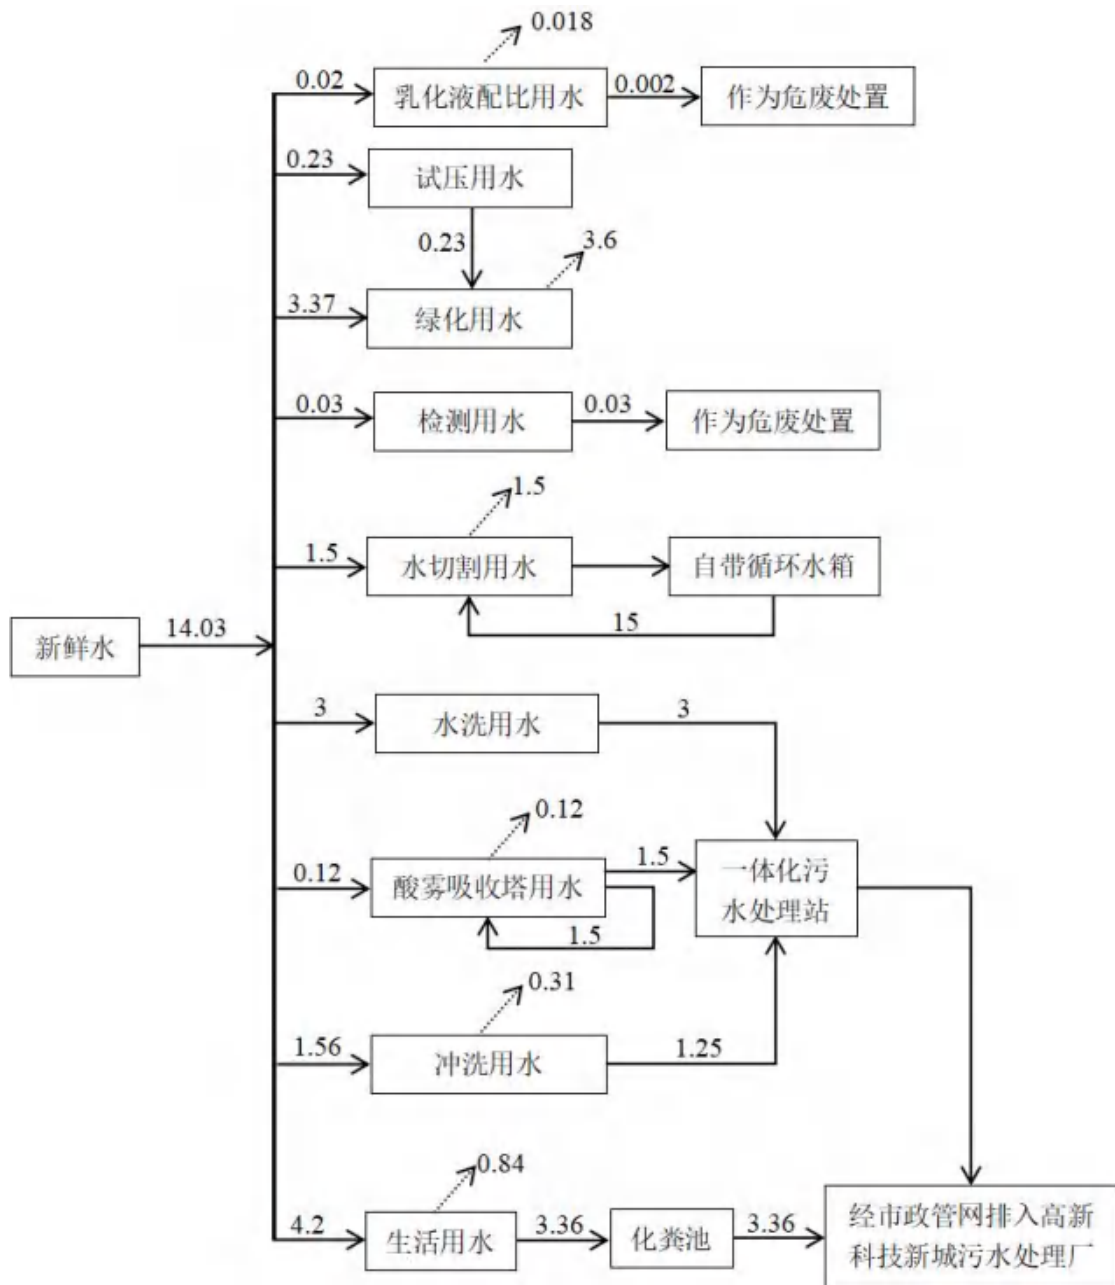 0.018
0.02
乳化液配比用水
0.002
作为危废处置
0.23
试压用水
0.23
3.6
3.37
绿化用水
0.03
检测用水
0.03
作为危废处置
1.5
1.5
水切割用水
自带循环水箱
15
新鲜水
14.03
3
水洗用水
3
0.12
0.12
酸雾吸收塔用水
1.5
1.5
一体化污
水处理站
0.31
1.56
冲洗用水
1.25
0.84
4.2
生活用水
3.36
化粪池
3.36
经市政管网排入高新
科技新城污水处理厂